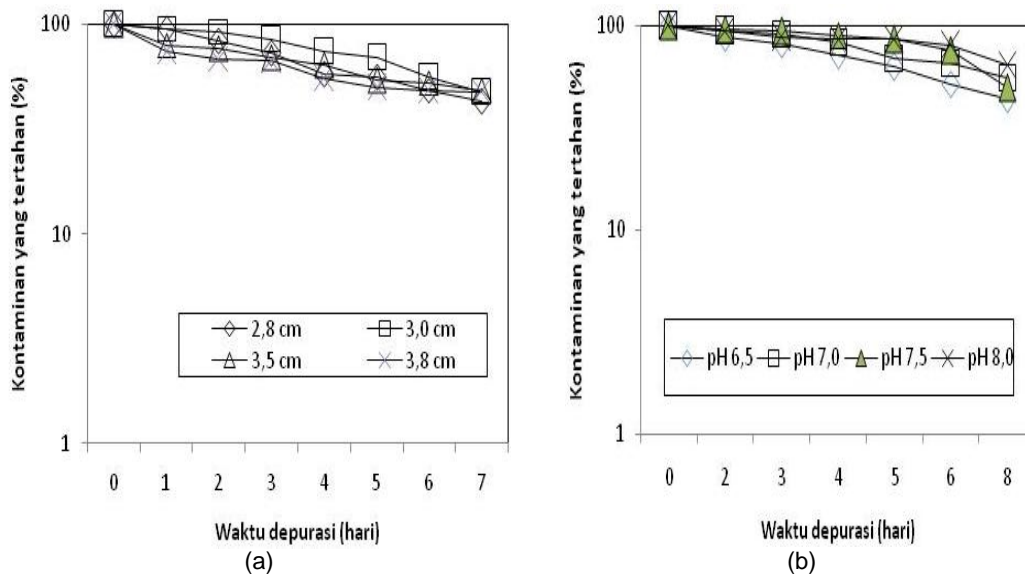 Kontaminan yang tertahan (%)
100
10
1
2,8 cm
3,0 cm
3,5 cm
3,8 cm
0 1 2 3 4 5 6 7
Waktu depurasi (hari)
(a)
Kontaminan yang tertahan (%)
100
10
1
pH 6,5 pH 7,0 pH 7,5 pH 8,0
0 2 3 4 5 6 8
Waktu depurasi (hari)
(b)